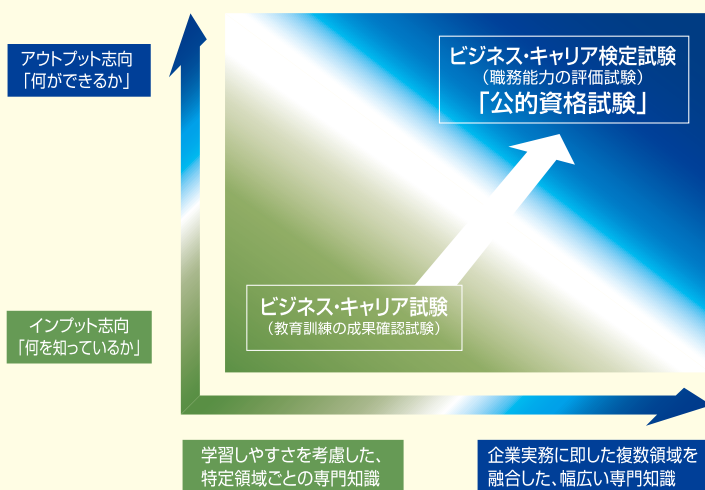 アウトプット志向
「何ができるか」
ビジネス・キャリア検定試験
（職務能力の評価試験）
「公的資格試験」
ビジネス・キャリア試験
（教育訓練の成果確認試験）
インプット志向
「何を知っているか」
学習しやすさを考慮した、
特定領域ごとの専門知識
企業実務に即した複数領域を
融合した、幅広い専門知識